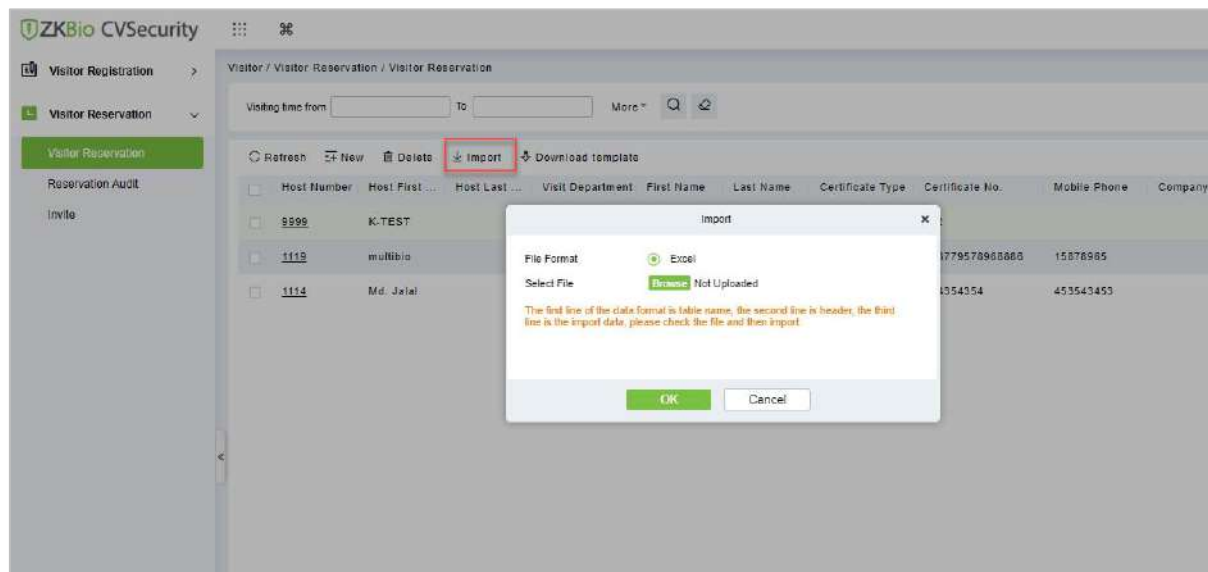 ZKBio CVSecurity
Visitor Registration
Visitor Reservation
Visitor Reservation
Reservation Audit
Invite
Visitor / Visitor Reservation / Visitor Reservation
Visiting time from To More
Refresh New Delete Import Download template
Host Number Host First ... Host Last ... Visit Department First Name Last Name Certificate Type Certificate No. Mobile Phone Company
9999 K-TEST
1119 multibio 15878985
1114 Md. Jalal 4354354 453543453
Import
File Format Excel
Select File Browse Not Uploaded
The first line of the data format is table name, the second line is header, the third
line is the import data, please check the file and then import
OK Cancel